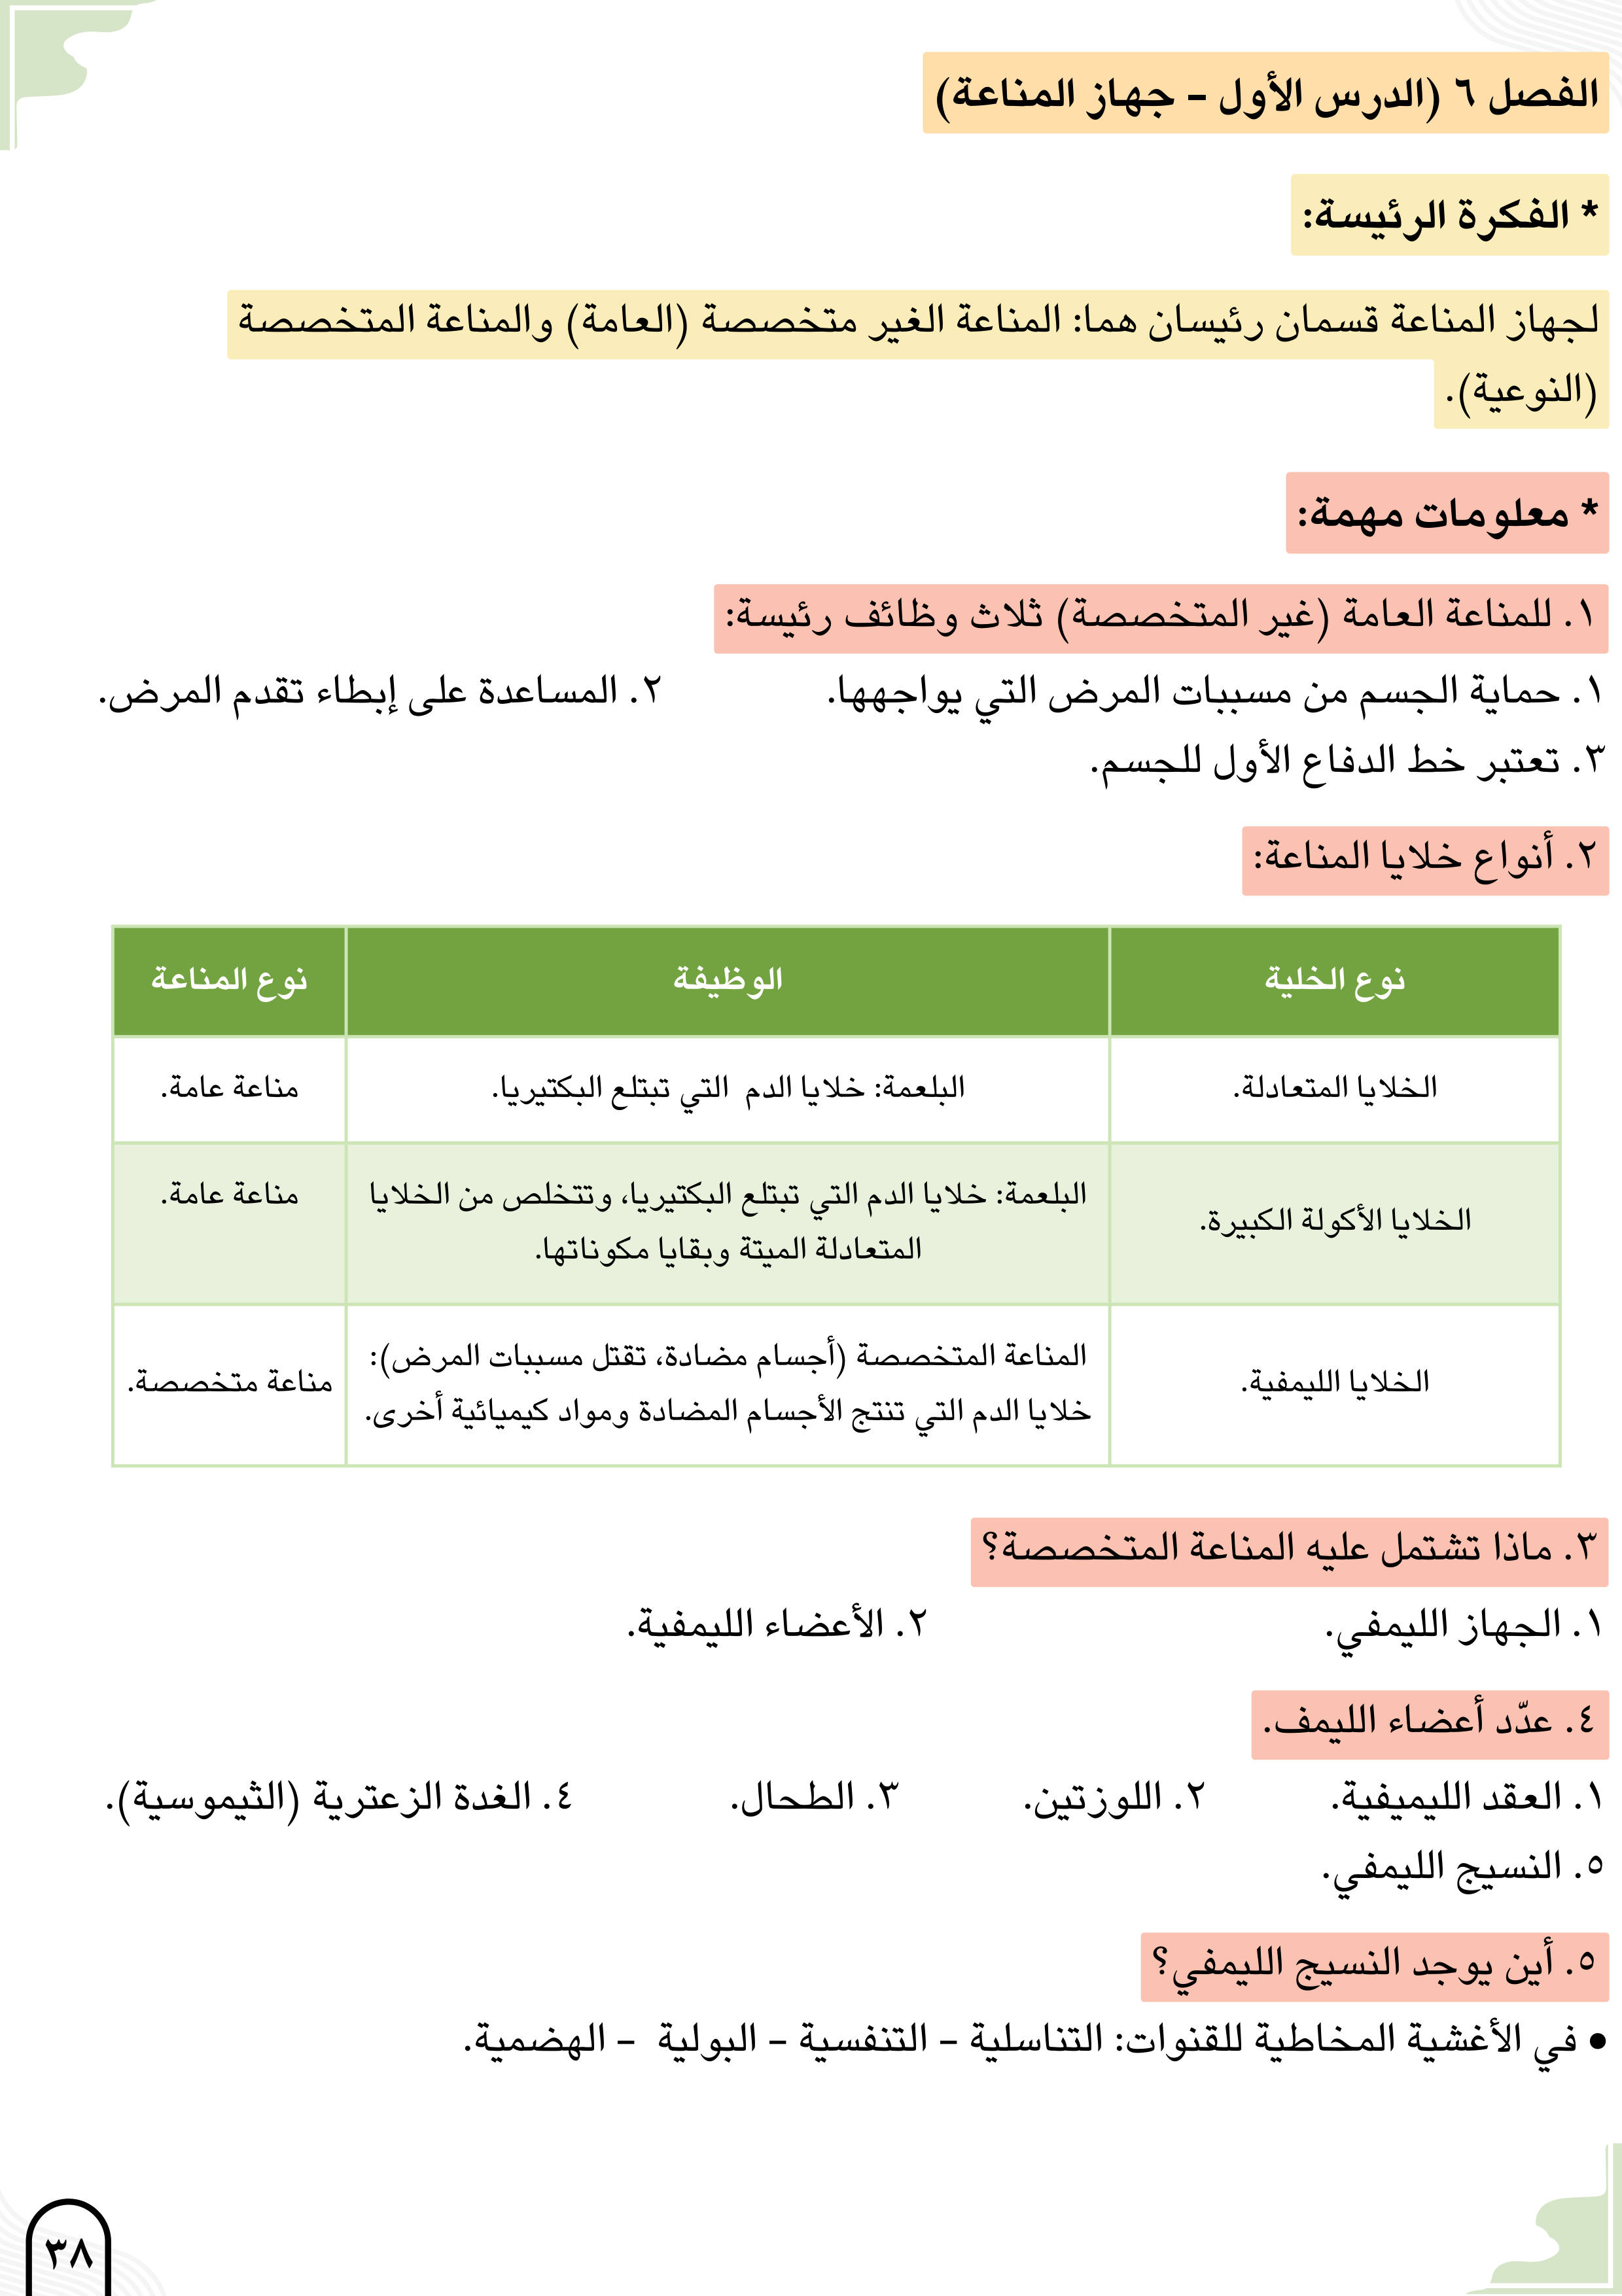 الفصل ٦ (الدرس الأول - جهاز المناعة)
* الفكرة الرئيسة:
لجهاز المناعة قسمان رئيسان هما: المناعة الغير متخصصة (العامة) والمناعة المتخصصة
(النوعية).
* معلومات مهمة:
١. للمناعة العامة (غير المتخصصة) ثلاث وظائف رئيسة:
١. حماية الجسم من مسببات المرض التي يواجهها. ٢. المساعدة على إبطاء تقدم المرض.
٣. تعتبر خط الدفاع الأول للجسم.
٢. أنواع خلايا المناعة:
نوع الخلية الوظيفة نوع المناعة
الخلايا المتعادلة. البلعمة: خلايا الدم التي تبتلع البكتيريا. مناعة عامة.
الخلايا الأكولة الكبيرة. البلعمة: خلايا الدم التي تبتلع البكتيريا، وتتخلص من الخلايا مناعة عامة.
المتعادلة الميتة وبقايا مكوناتها.
الخلايا الليمفية. المناعة المتخصصة (أجسام مضادة، تقتل مسببات المرض): مناعة متخصصة.
خلايا الدم التي تنتج الأجسام المضادة ومواد كيميائية أخرى.
٣. ماذا تشتمل عليه المناعة المتخصصة؟
١. الجهاز الليمفي. ٢. الأعضاء الليمفية.
٤. عدّد أعضاء الليمف.
١. العقد الليميفية. ٢. اللوزتين. ٣. الطحال. ٤. الغدة الزعترية (الثيموسية).
٥. النسيج الليمفي.
٥. أين يوجد النسيج الليمفي؟
• في الأغشية المخاطية للقنوات: التناسلية - التنفسية - البولية - الهضمية.
٣٨